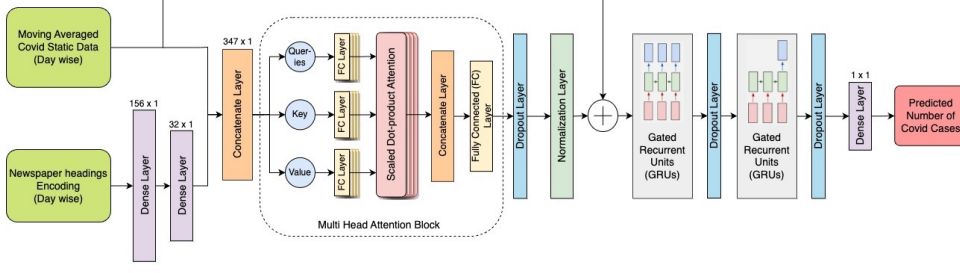 Moving Averaged
Covid Static Data
(Day wise)
Newspaper headings
Encoding
(Day wise)
156 x 1
Dense Layer
32 x 1
Dense Layer
347 x 1
Concatenate Layer
Quer-
ies
Key
Value
FC Layer
FC Layer
FC Layer
Scaled Dot-product Attention
Concatenate Layer
Fully Connected (FC)
Layer
Multi Head Attention Block
Dropout Layer
Normalization Layer
Gated
Recurrent
Units
(GRUs)
Dropout Layer
Gated
Recurrent
Units
(GRUs)
Dropout Layer
1 x 1
Dense Layer
Predicted
Number of
Covid Cases